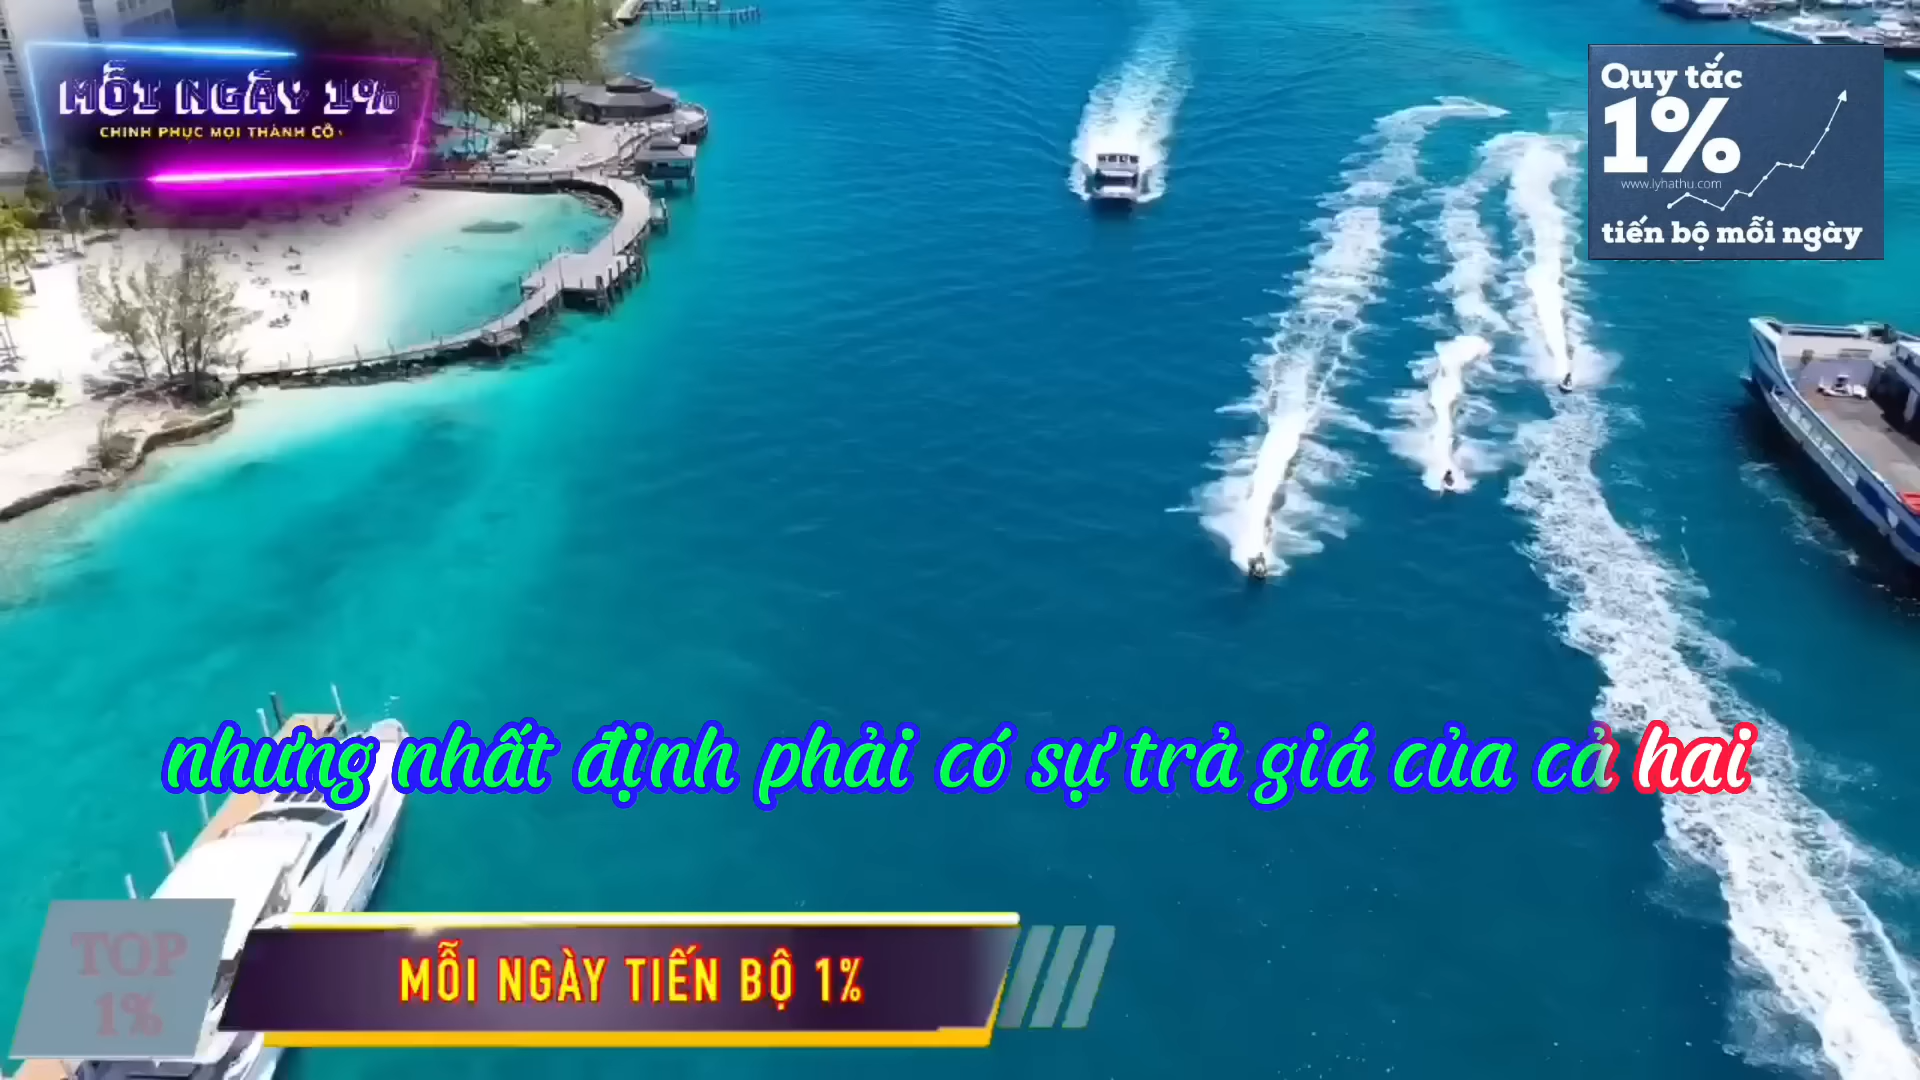 MỖI NGÀY 1%
CHINH PHỤC MỌI THÀNH CÔ
Quy tắc
1%
www.lyhathu.com
tiến bộ mỗi ngày
nhưng nhất định phải có sự trả giá của cả hai
TOP
1%
MỖI NGÀY TIẾN BỘ 1%